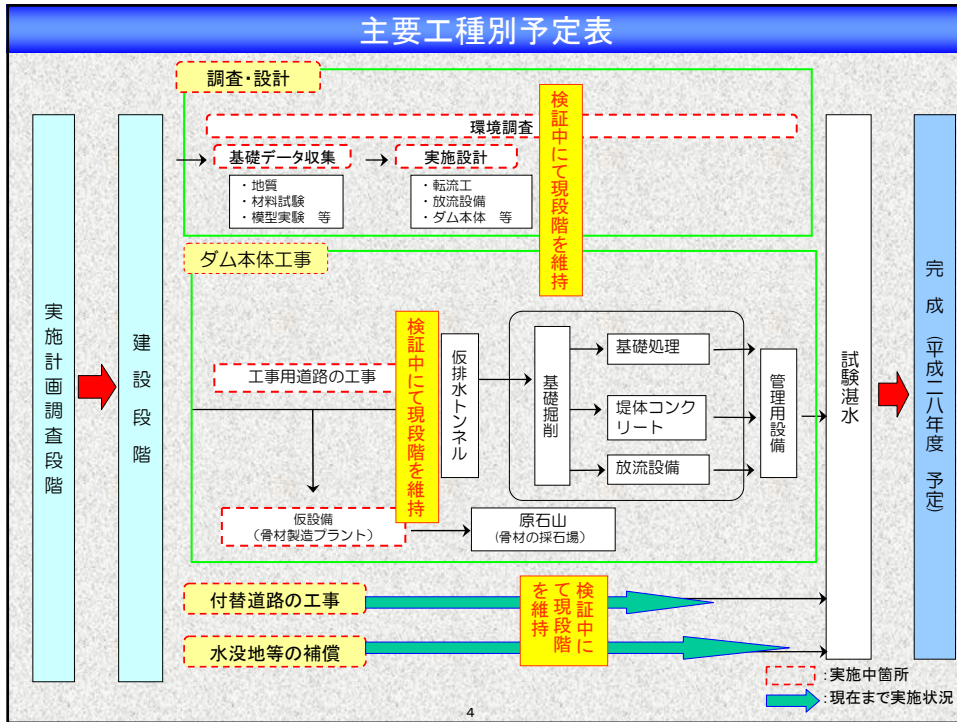 主要工種別予定表
調査・設計
環境調査
基礎データ収集
実施設計
・地質
・材料試験
・模型実験　等
・転流工
・放流設備
・ダム本体　等
検証中にて現段階を維持
ダム本体工事
実施計画調査段階
建設段階
工事用道路の工事
検証中にて現段階を維持
仮排水トンネル
基礎掘削
基礎処理
堤体コンク
リート
放流設備
管理用設備
仮設備
（骨材製造プラント）
原石山
(骨材の採石場)
試験湛水
完成（平成二八年度　予定）
付替道路の工事
水没地等の補償
検証中に
て現段階
を維持
:実施中箇所
:現在まで実施状況
4